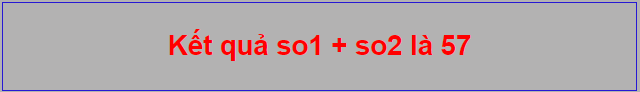 Kết quả so1 + so2 là 57